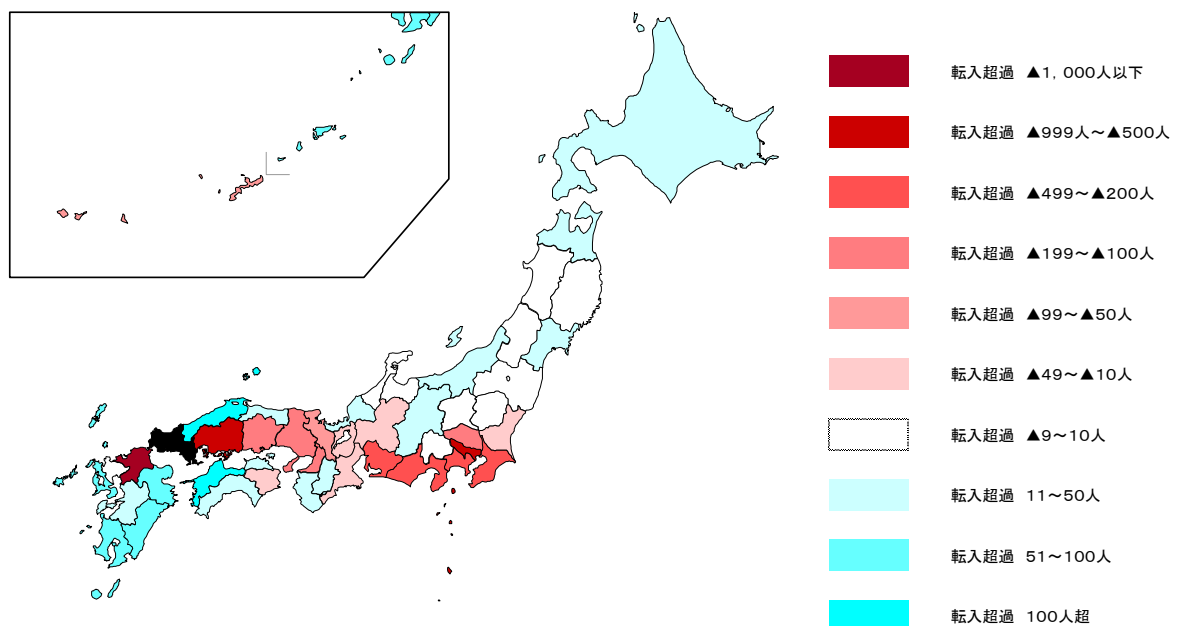 転入超過 ▲1,000人以下
転入超過 ▲999人～▲500人
転入超過 ▲499～▲200人
転入超過 ▲199～▲100人
転入超過 ▲99～▲50人
転入超過 ▲49～▲10人
転入超過 ▲9～10人
転入超過 11～50人
転入超過 51～100人
転入超過 100人超